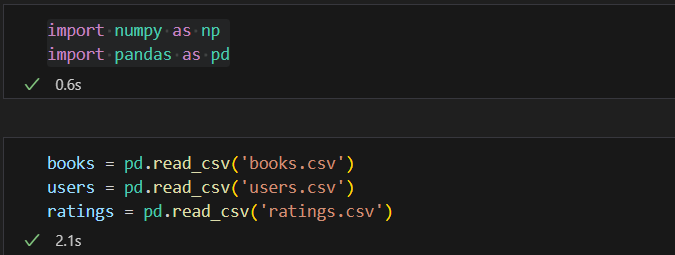 import numpy as np
import pandas as pd
0.6s
books = pd.read_csv('books.csv')
users = pd.read_csv('users.csv')
ratings = pd.read_csv('ratings.csv')
2.1s